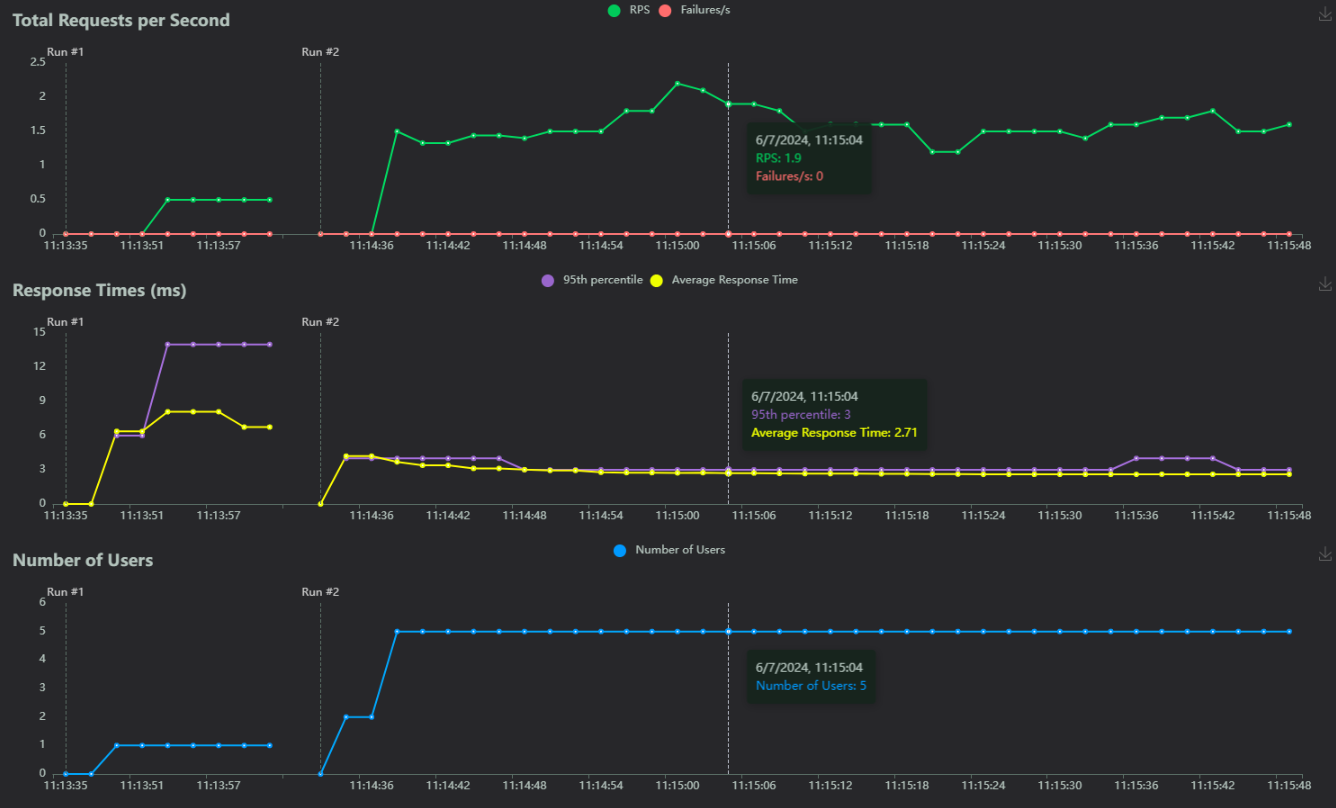 Total Requests per Second
RPS Failures/s
Run #1 Run #2
2.5
2
1.5
1
0.5
0
6/7/2024, 11:15:04
RPS: 1.9
Failures/s: 0
11:13:35 11:13:51 11:13:57 11:14:36 11:14:42 11:14:48 11:14:54 11:15:00 11:15:06 11:15:12 11:15:18 11:15:24 11:15:30 11:15:36 11:15:42 11:15:48
Response Times (ms)
95th percentile Average Response Time
Run #1 Run #2
15
12
9
6
3
0
6/7/2024, 11:15:04
95th percentile: 3
Average Response Time: 2.71
11:13:35 11:13:51 11:13:57 11:14:36 11:14:42 11:14:48 11:14:54 11:15:00 11:15:06 11:15:12 11:15:18 11:15:24 11:15:30 11:15:36 11:15:42 11:15:48
Number of Users
Number of Users
Run #1 Run #2
6
5
4
3
2
1
0
6/7/2024, 11:15:04
Number of Users: 5
11:13:35 11:13:51 11:13:57 11:14:36 11:14:42 11:14:48 11:14:54 11:15:00 11:15:06 11:15:12 11:15:18 11:15:24 11:15:30 11:15:36 11:15:42 11:15:48